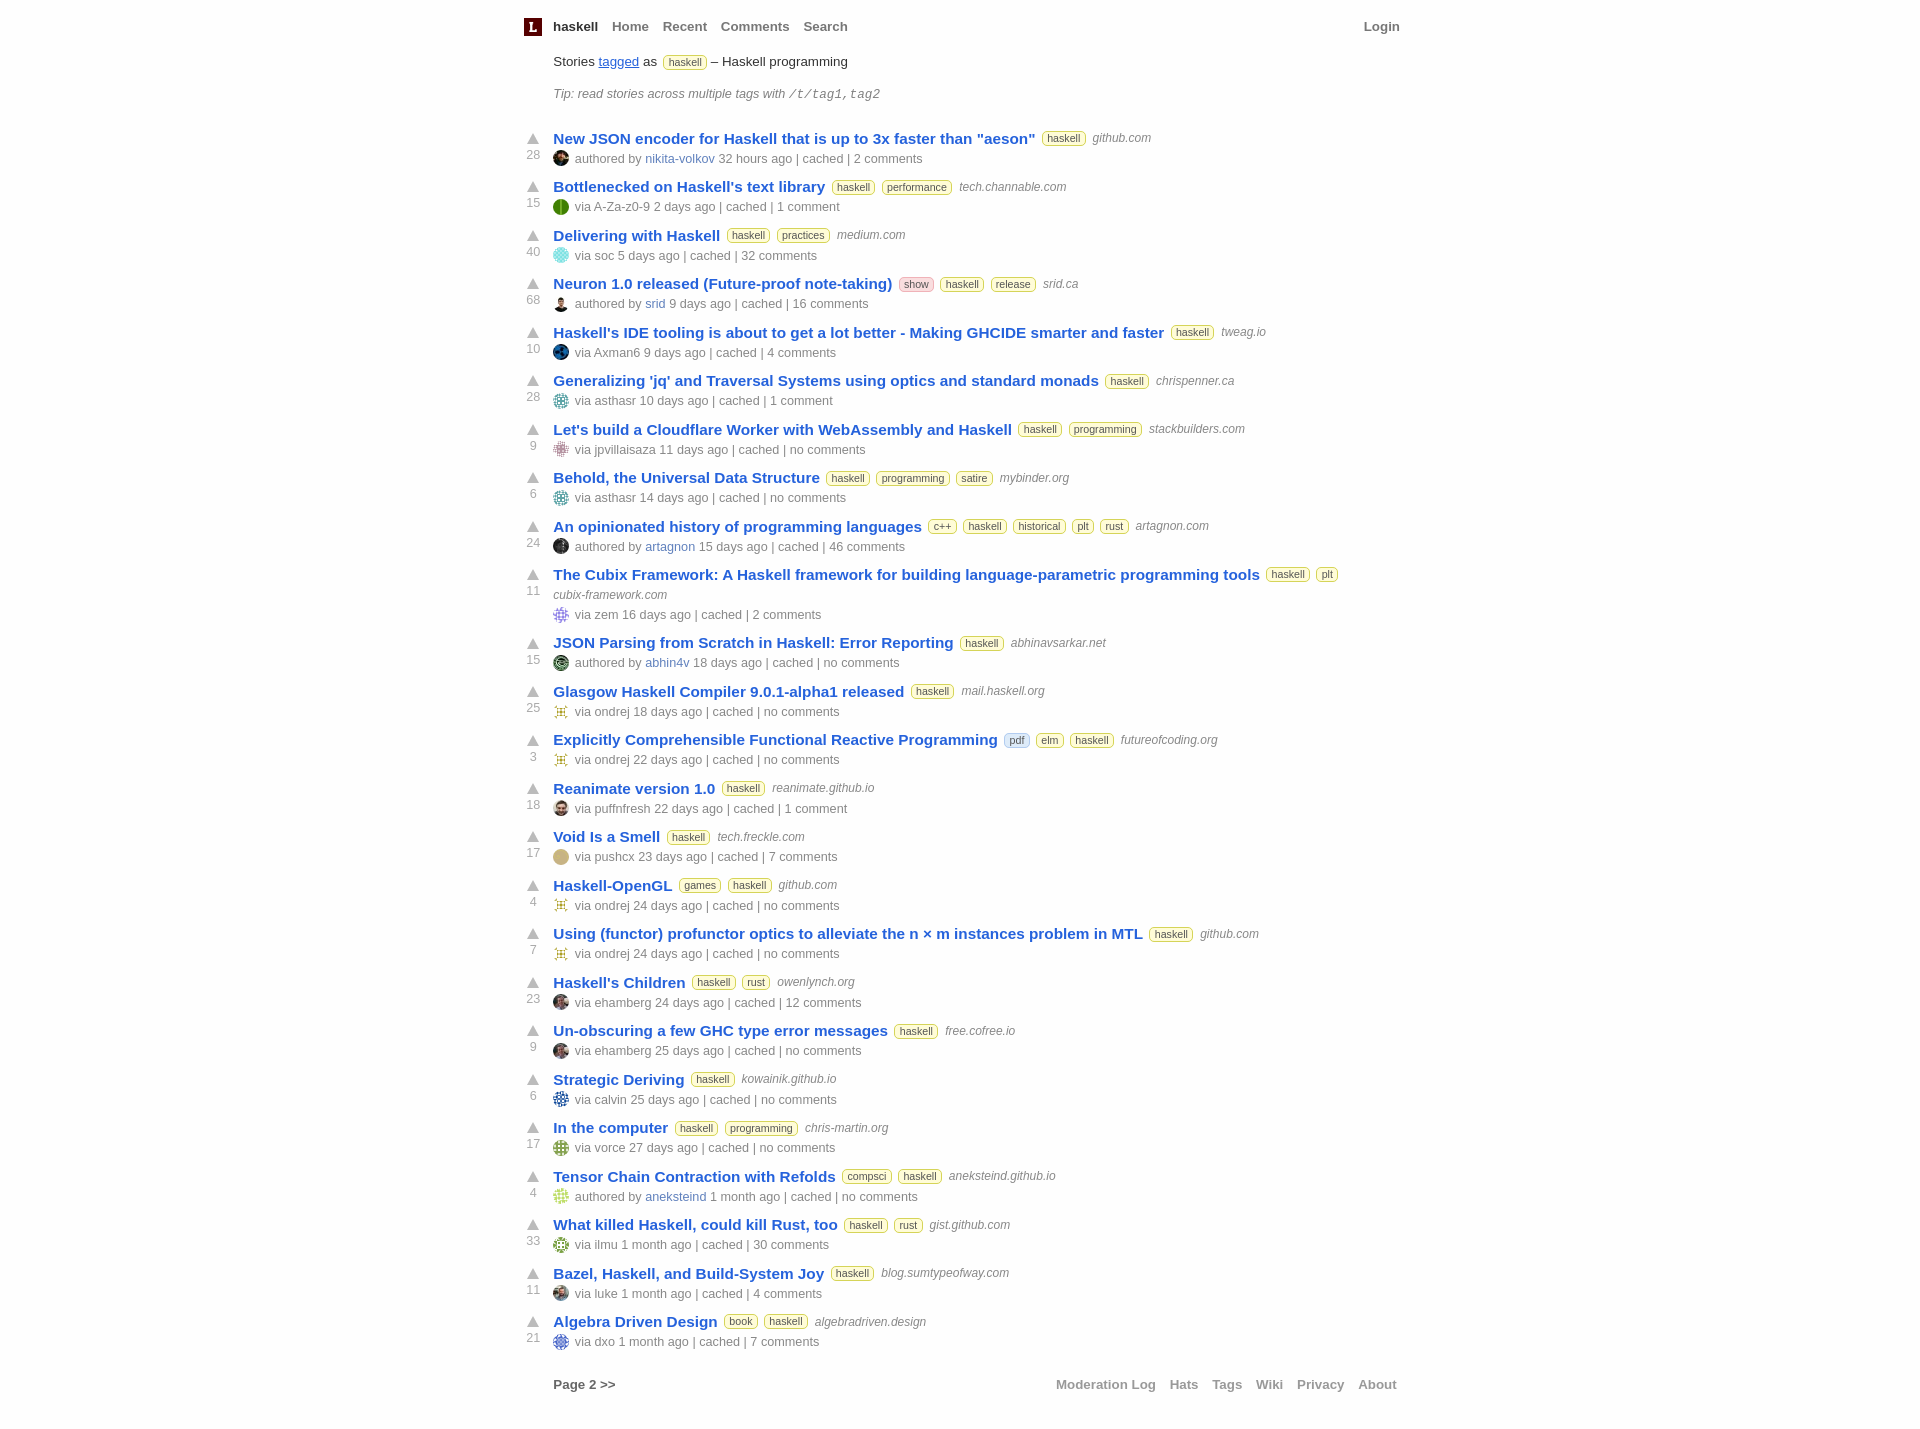 L haskell Home Recent Comments Search Login
Stories tagged as haskell – Haskell programming
Tip: read stories across multiple tags with /t/tag1,tag2
New JSON encoder for Haskell that is up to 3x faster than "aeson" haskell github.com
28 authored by nikita-volkov 32 hours ago | cached | 2 comments
Bottlenecked on Haskell's text library haskell performance tech.channable.com
15 via A-Za-z0-9 2 days ago | cached | 1 comment
Delivering with Haskell haskell practices medium.com
40 via soc 5 days ago | cached | 32 comments
Neuron 1.0 released (Future-proof note-taking) show haskell release srid.ca
68 authored by srid 9 days ago | cached | 16 comments
Haskell's IDE tooling is about to get a lot better - Making GHCIDE smarter and faster haskell tweag.io
10 via Axman6 9 days ago | cached | 4 comments
Generalizing 'jq' and Traversal Systems using optics and standard monads haskell chrispenner.ca
28 via asthasr 10 days ago | cached | 1 comment
Let's build a Cloudflare Worker with WebAssembly and Haskell haskell programming stackbuilders.com
9 via jpvillaisaza 11 days ago | cached | no comments
Behold, the Universal Data Structure haskell programming satire mybinder.org
6 via asthasr 14 days ago | cached | no comments
An opinionated history of programming languages c++ haskell historical plt rust artagnon.com
24 authored by artagnon 15 days ago | cached | 46 comments
The Cubix Framework: A Haskell framework for building language-parametric programming tools haskell plt
11 cubix-framework.com
via zem 16 days ago | cached | 2 comments
JSON Parsing from Scratch in Haskell: Error Reporting haskell abhinavsarkar.net
15 authored by abhin4v 18 days ago | cached | no comments
Glasgow Haskell Compiler 9.0.1-alpha1 released haskell mail.haskell.org
25 via ondrej 18 days ago | cached | no comments
Explicitly Comprehensible Functional Reactive Programming pdf elm haskell futureofcoding.org
3 via ondrej 22 days ago | cached | no comments
Reanimate version 1.0 haskell reanimate.github.io
18 via puffnfresh 22 days ago | cached | 1 comment
Void Is a Smell haskell tech.freckle.com
17 via pushcx 23 days ago | cached | 7 comments
Haskell-OpenGL games haskell github.com
4 via ondrej 24 days ago | cached | no comments
Using (functor) profunctor optics to alleviate the n × m instances problem in MTL haskell github.com
7 via ondrej 24 days ago | cached | no comments
Haskell's Children haskell rust owenlynch.org
23 via ehamberg 24 days ago | cached | 12 comments
Un-obscuring a few GHC type error messages haskell free.cofree.io
9 via ehamberg 25 days ago | cached | no comments
Strategic Deriving haskell kowainik.github.io
6 via calvin 25 days ago | cached | no comments
In the computer haskell programming chris-martin.org
17 via vorce 27 days ago | cached | no comments
Tensor Chain Contraction with Refolds compsci haskell aneksteind.github.io
4 authored by aneksteind 1 month ago | cached | no comments
What killed Haskell, could kill Rust, too haskell rust gist.github.com
33 via ilmu 1 month ago | cached | 30 comments
Bazel, Haskell, and Build-System Joy haskell blog.sumtypeofway.com
11 via luke 1 month ago | cached | 4 comments
Algebra Driven Design book haskell algebradriven.design
21 via dxo 1 month ago | cached | 7 comments
Page 2 >> Moderation Log Hats Tags Wiki Privacy About